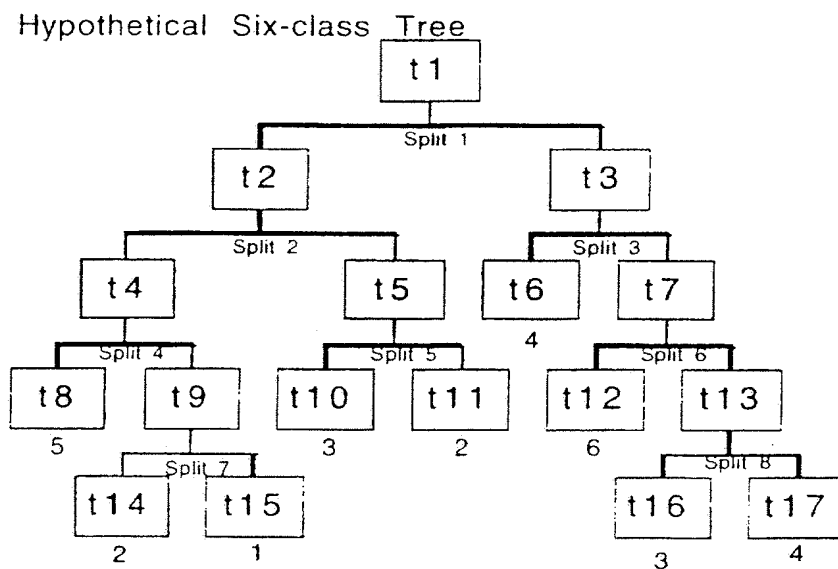 Hypothetical Six-class Tree
t1
Split 1
t2 t3
Split 2 Split 3
t4 t5 t6 t7
4
Split 4 Split 5 Split 6
t8 t9 t10 t11 t12 t13
5 3 2 6
Split 7 Split 8
t14 t15 t16 t17
2 1 3 4